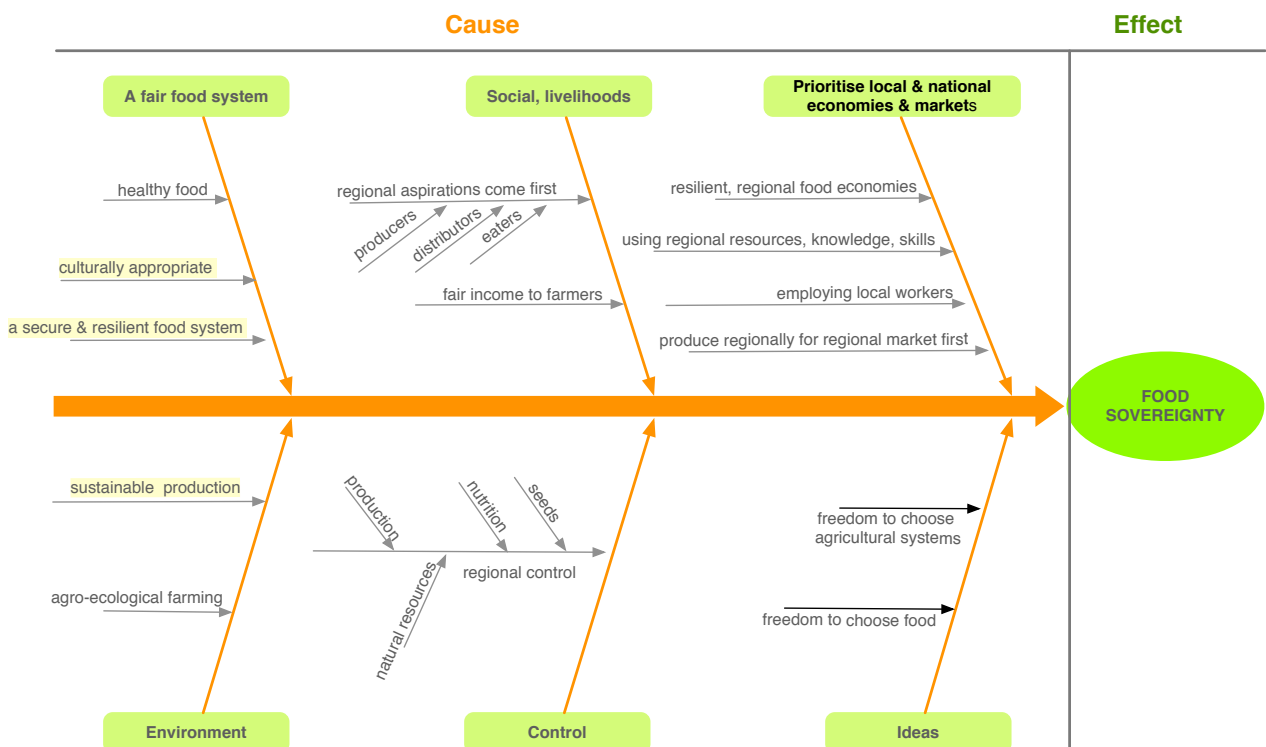 Cause
Effect
A fair food system
Social, livelihoods
Prioritise local & national
economies & markets
healthy food
culturally appropriate
a secure & resilient food system
regional aspirations come first
producers
distributors
eaters
fair income to farmers
resilient, regional food economies
using regional resources, knowledge, skills
employing local workers
produce regionally for regional market first
FOOD
SOVEREIGNTY
sustainable production
agro-ecological farming
production
nutrition
seeds
natural resources
regional control
freedom to choose
agricultural systems
freedom to choose food
Environment
Control
Ideas